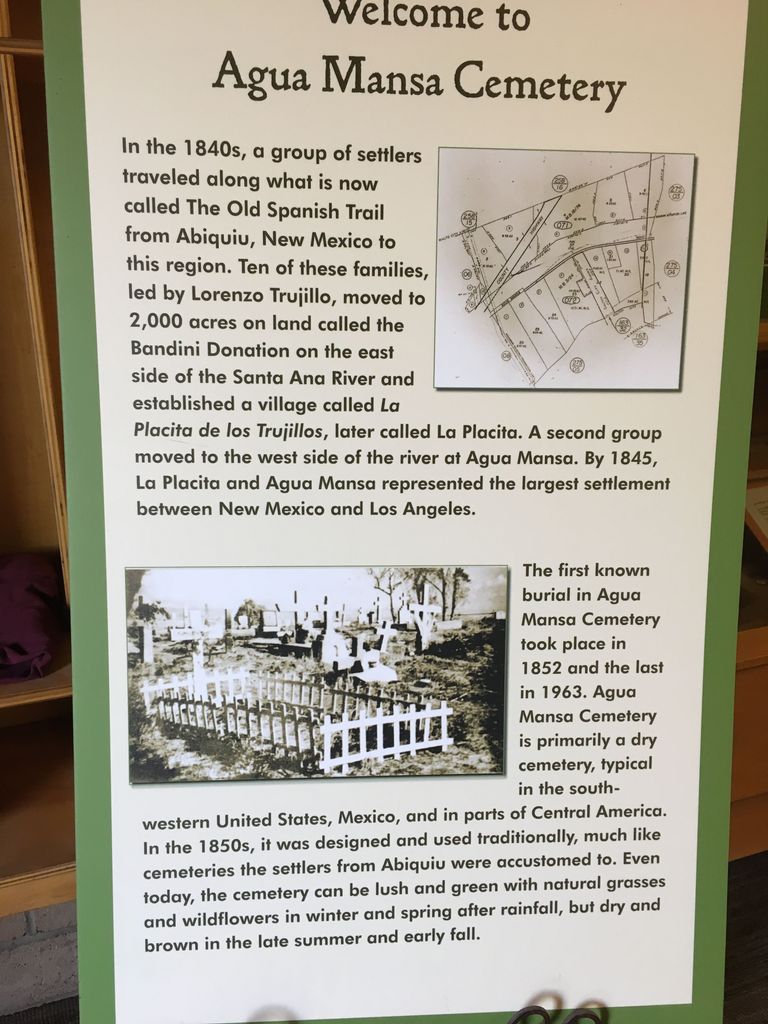 Welcome to
Agua Mansa Cemetery
In the 1840s, a group of settlers
traveled along what is now
called The Old Spanish Trail
from Abiquiu, New Mexico to
this region. Ten of these families,
led by Lorenzo Trujillo, moved to
2,000 acres on land called the
Bandini Donation on the east
side of the Santa Ana River and
established a village called La
Placita de los Trujillos, later called La Placita. A second group
moved to the west side of the river at Agua Mansa. By 1845,
La Placita and Agua Mansa represented the largest settlement
between New Mexico and Los Angeles.
The first known
burial in Agua
Mansa Cemetery
took place in
1852 and the last
in 1963. Agua
Mansa Cemetery
is primarily a dry
cemetery, typical
in the south-
western United States, Mexico, and in parts of Central America.
In the 1850s, it was designed and used traditionally, much like
cemeteries the settlers from Abiquiu were accustomed to. Even
today, the cemetery can be lush and green with natural grasses
and wildflowers in winter and spring after rainfall, but dry and
brown in the late summer and early fall.